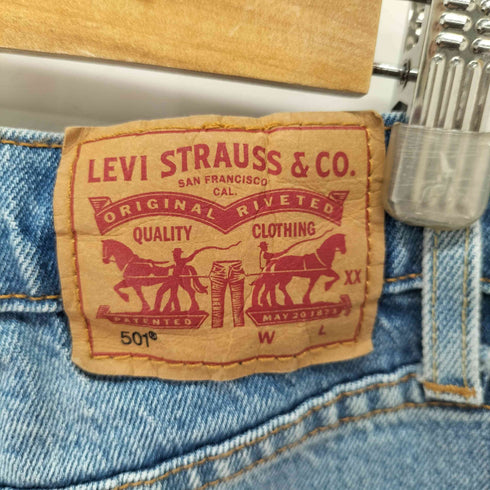 LEVI STRAUSS & CO.
SAN FRANCISCO
CAL.
ORIGINAL RIVETED
QUALITY CLOTHING
XX
PATENTED MAY 20 1873
501® W L